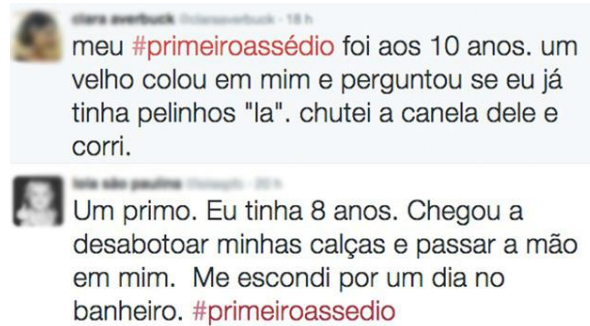 meu #primeiroassédio foi aos 10 anos. um
velho colou em mim e perguntou se eu já
tinha pelinhos "la". chutei a canela dele e
corri.
Um primo. Eu tinha 8 anos. Chegou a
desabotoar minhas calças e passar a mão
em mim. Me escondi por um dia no
banheiro. #primeiroassedio